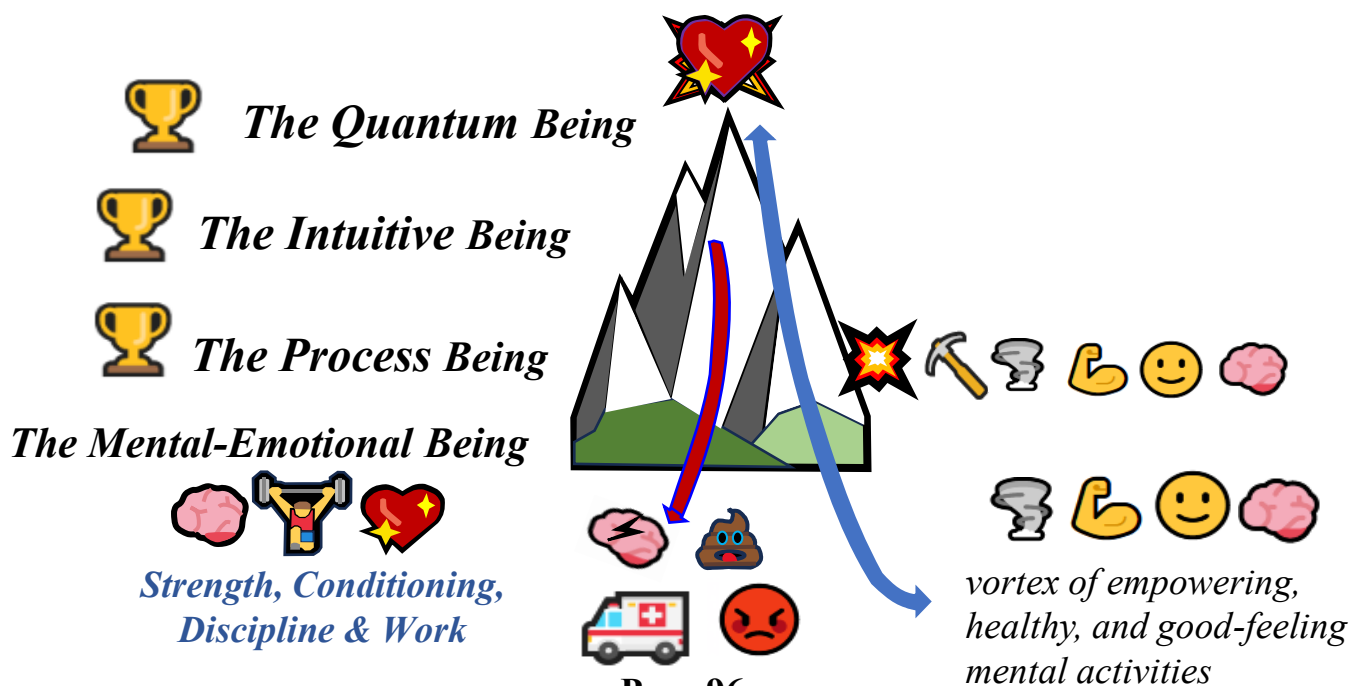 The Quantum Being
The Intuitive Being
The Process Being
The Mental-Emotional Being
Strength, Conditioning,
Discipline & Work
vortex of empowering,
healthy, and good-feeling
mental activities